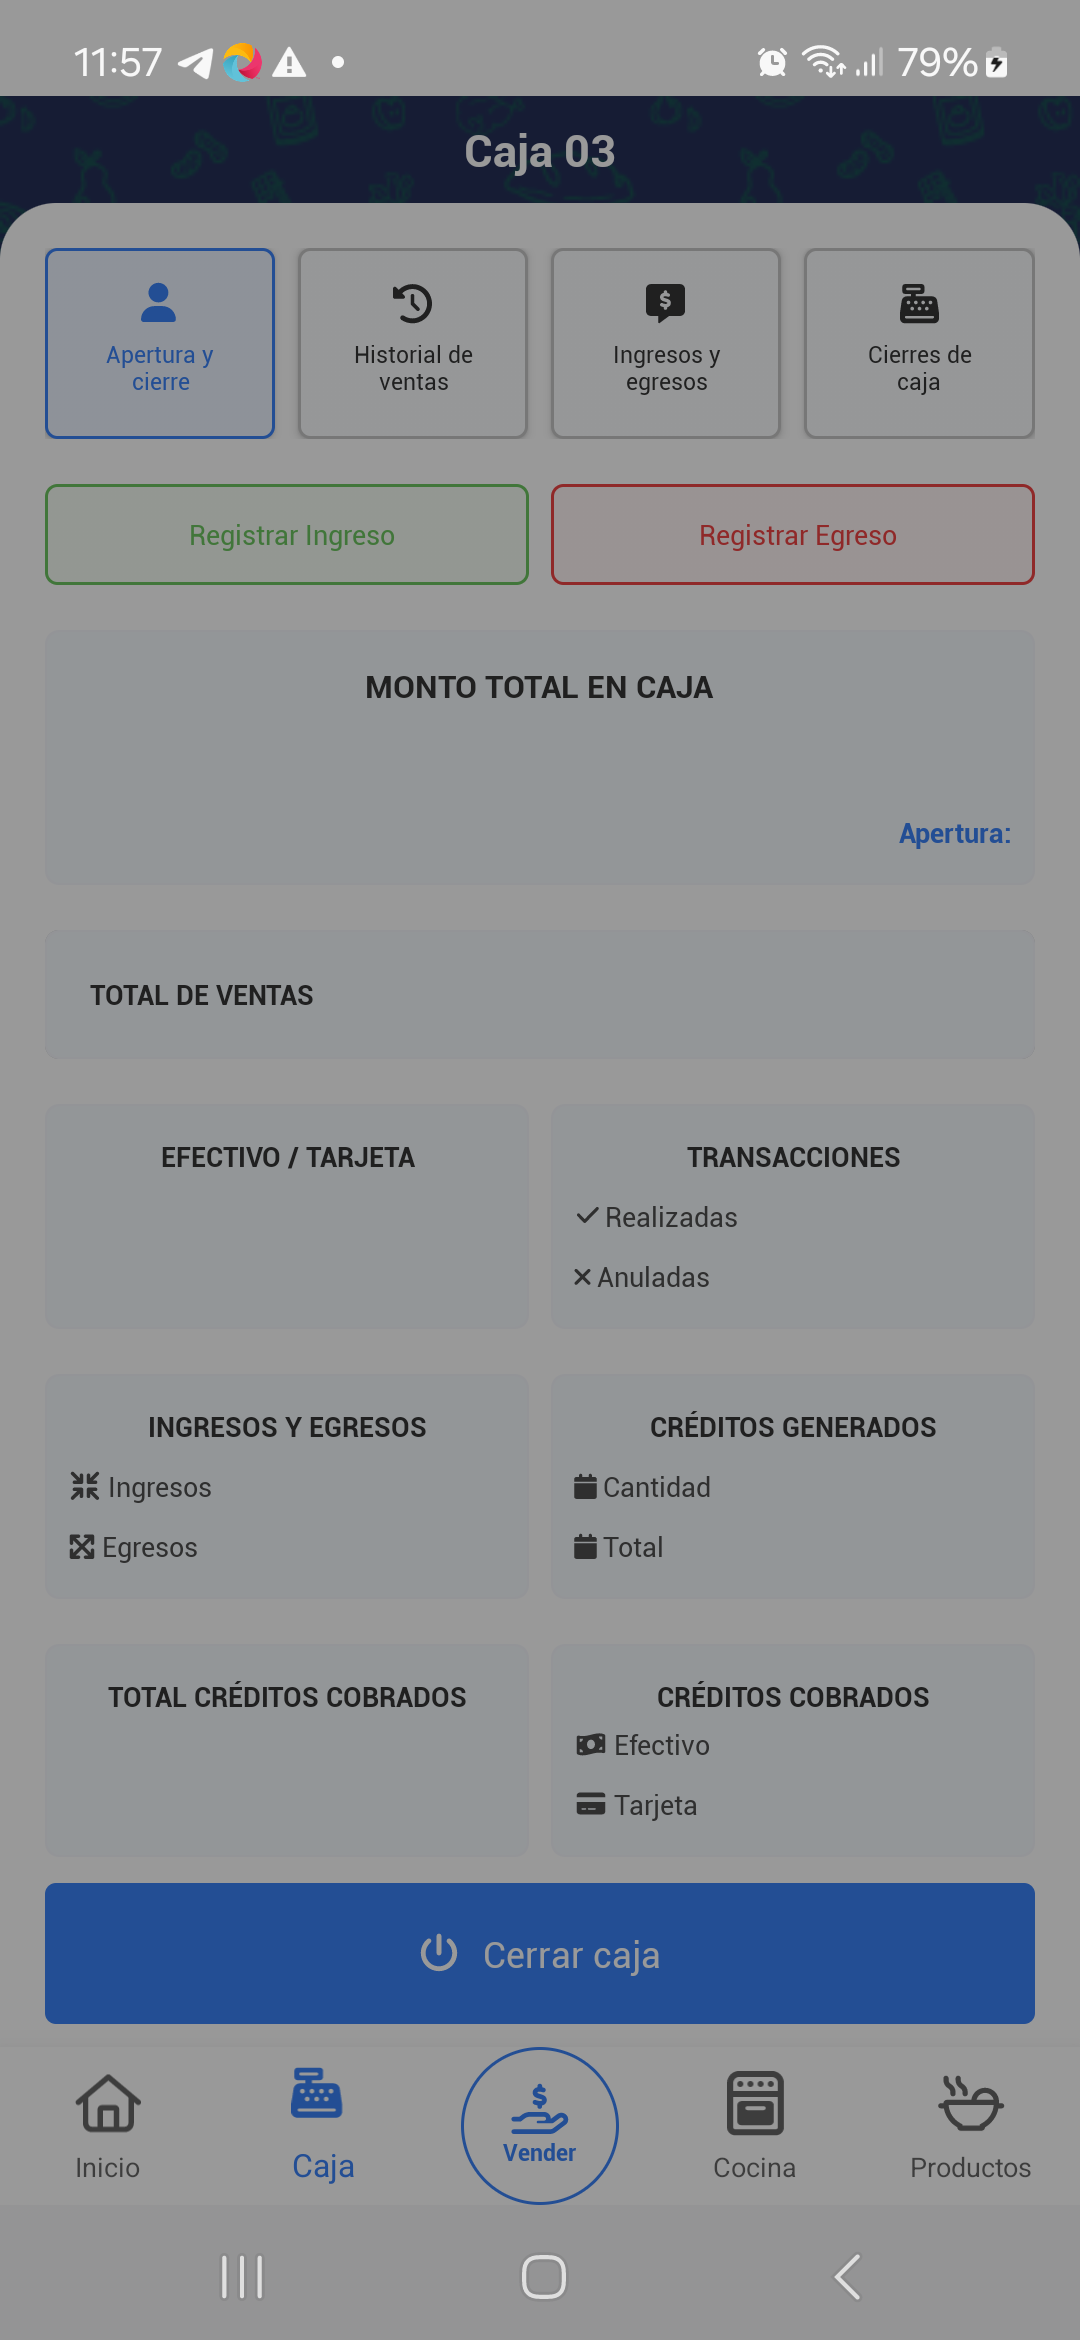 11:57
79%
Caja 03
Apertura y
cierre
Historial de
ventas
Ingresos y
egresos
Cierres de
caja
Registrar Ingreso
Registrar Egreso
MONTO TOTAL EN CAJA
Apertura:
TOTAL DE VENTAS
EFECTIVO / TARJETA
TRANSACCIONES
Realizadas
Anuladas
INGRESOS Y EGRESOS
Ingresos
Egresos
CRÉDITOS GENERADOS
Cantidad
Total
TOTAL CRÉDITOS COBRADOS
CRÉDITOS COBRADOS
Efectivo
Tarjeta
Cerrar caja
Inicio
Caja
Vender
Cocina
Productos